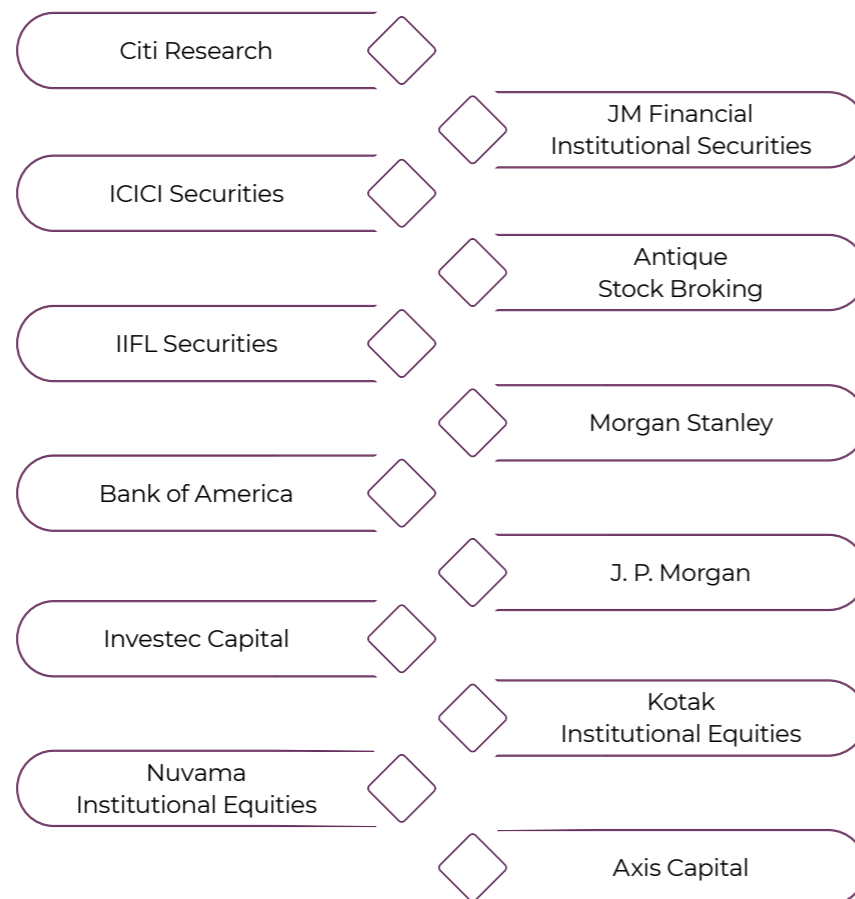 Citi Research
JM Financial
Institutional Securities
ICICI Securities
Antique
Stock Broking
IIFL Securities
Morgan Stanley
Bank of America
J. P. Morgan
Investec Capital
Kotak
Institutional Equities
Nuvama
Institutional Equities
Axis Capital